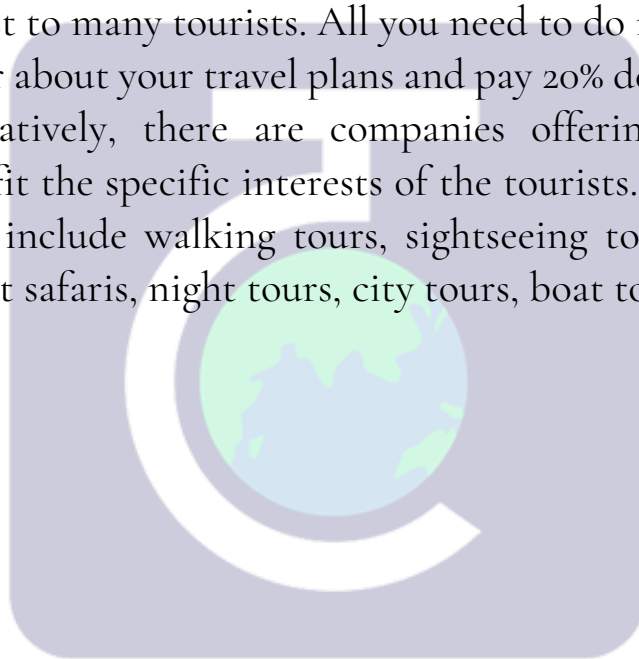 t to many tourists. All you need to do
about your travel plans and pay 20% d
atively, there are companies offerin
fit the specific interests of the tourists.
include walking tours, sightseeing to
t safaris, night tours, city tours, boat to